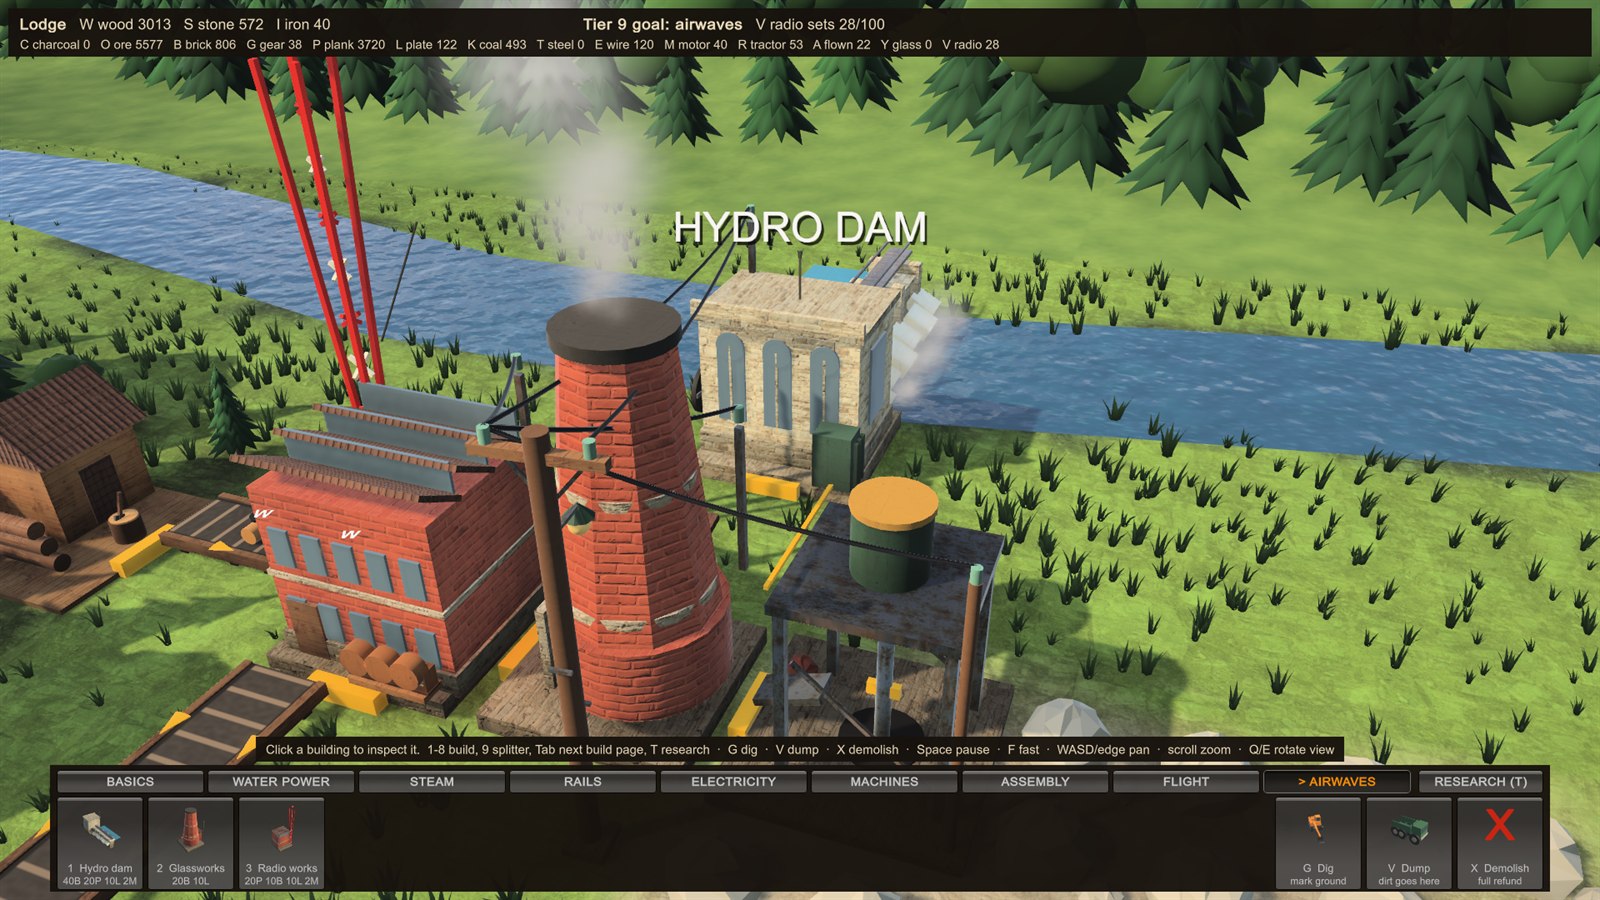 Lodge W wood 3013 S stone 572 I iron 40
Tier 9 goal: airwaves V radio sets 28/100
C charcoal 0 O ore 5577 B brick 806 G gear 38 P plank 3720 L plate 122 K coal 493 T steel 0 E wire 120 M motor 40 R tractor 53 A flown 22 Y glass 0 V radio 28
HYDRO DAM
W
W
Click a building to inspect it. 1-8 build, 9 splitter, Tab next build page, T research · G dig · V dump · X demolish · Space pause · F fast · WASD/edge pan · scroll zoom · Q/E rotate view
BASICS
WATER POWER
STEAM
RAILS
ELECTRICITY
MACHINES
ASSEMBLY
FLIGHT
> AIRWAVES
RESEARCH (T)
1 Hydro dam
40B 20P 10L 2M
2 Glassworks
20B 10L
3 Radio works
20P 10B 10L 2M
G Dig
mark ground
V Dump
dirt goes here
X Demolish
full refund